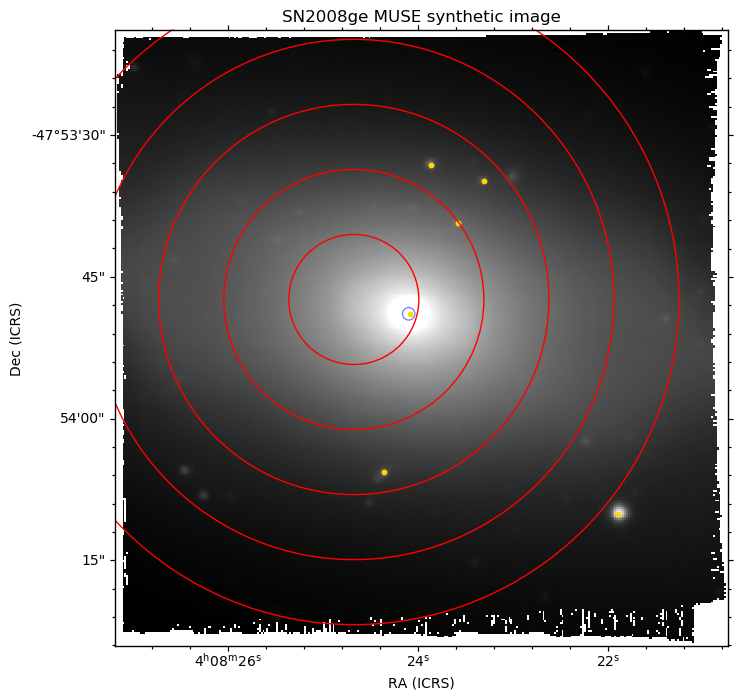 SN2008ge MUSE synthetic image
-47°53'30"
45"
54'00"
15"
Dec (ICRS)
4ʰ08ᵐ26ˢ
24ˢ
22ˢ
RA (ICRS)